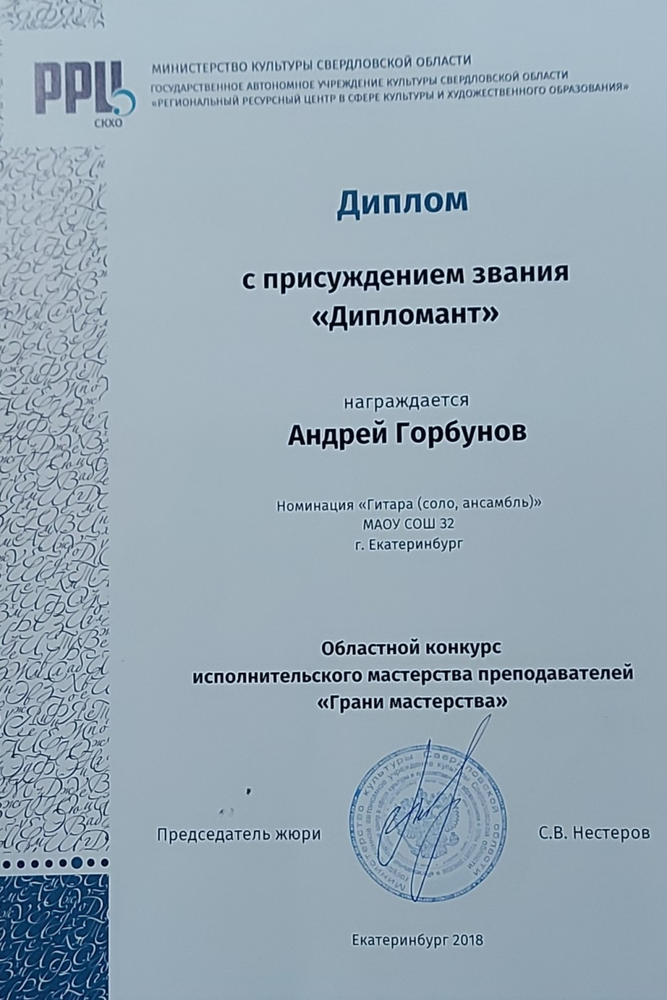 РРЦ
СКХО
МИНИСТЕРСТВО КУЛЬТУРЫ СВЕРДЛОВСКОЙ ОБЛАСТИ
ГОСУДАРСТВЕННОЕ АВТОНОМНОЕ УЧРЕЖДЕНИЕ КУЛЬТУРЫ СВЕРДЛОВСКОЙ ОБЛАСТИ
«РЕГИОНАЛЬНЫЙ РЕСУРСНЫЙ ЦЕНТР В СФЕРЕ КУЛЬТУРЫ И ХУДОЖЕСТВЕННОГО ОБРАЗОВАНИЯ»
Диплом
с присуждением звания
«Дипломант»
награждается
Андрей Горбунов
Номинация «Гитара (соло, ансамбль)»
МАОУ СОШ 32
г. Екатеринбург
Областной конкурс
исполнительского мастерства преподавателей
«Грани мастерства»
Министерство культуры Свердловской области
Председатель жюри
С.В. Нестеров
Екатеринбург 2018